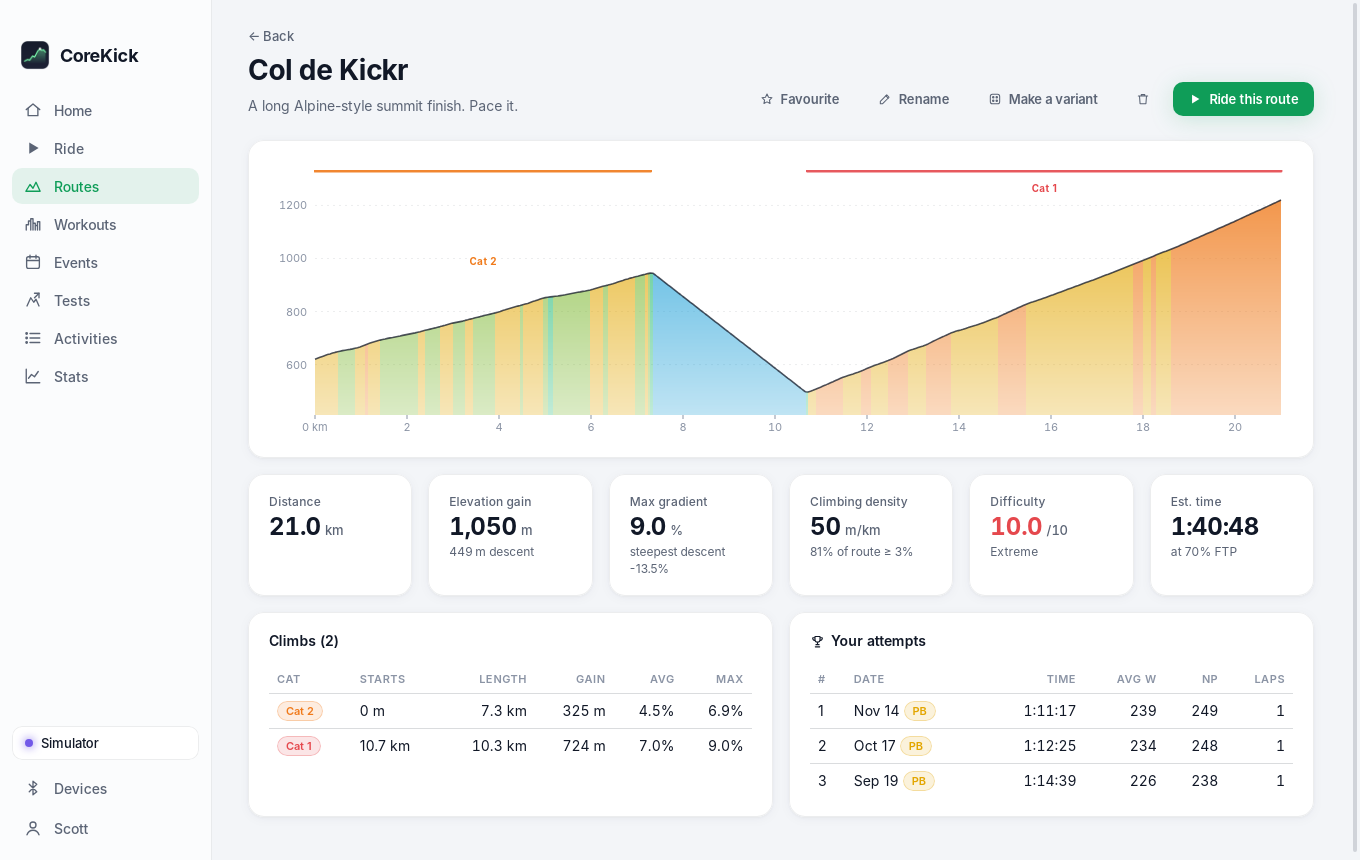 CoreKick
Home
Ride
Routes
Workouts
Events
Tests
Activities
Stats
Simulator
Devices
Scott
← Back
Col de Kickr
A long Alpine-style summit finish. Pace it.
Favourite
Rename
Make a variant
Ride this route
Cat 1
Cat 2
1200
1000
800
600
0 km 2 4 6 8 10 12 14 16 18 20
Distance
21.0 km
Elevation gain
1,050 m
449 m descent
Max gradient
9.0 %
steepest descent
-13.5%
Climbing density
50 m/km
81% of route ≥ 3%
Difficulty
10.0 /10
Extreme
Est. time
1:40:48
at 70% FTP
Climbs (2)
CAT STARTS LENGTH GAIN AVG MAX
Cat 2 0 m 7.3 km 325 m 4.5% 6.9%
Cat 1 10.7 km 10.3 km 724 m 7.0% 9.0%
Your attempts
# DATE TIME AVG W NP LAPS
1 Nov 14 PB 1:11:17 239 249 1
2 Oct 17 PB 1:12:25 234 248 1
3 Sep 19 PB 1:14:39 226 238 1